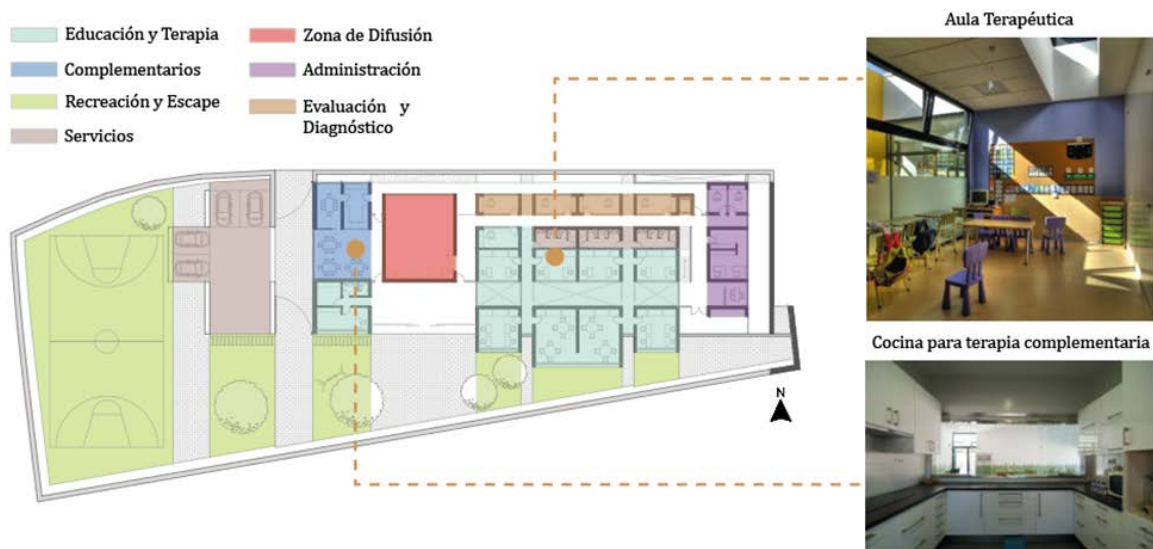 Educación y Terapia
Complementarios
Recreación y Escape
Servicios
Zona de Difusión
Administración
Evaluación y
Diagnóstico
Aula Terapéutica
Cocina para terapia complementaria
N